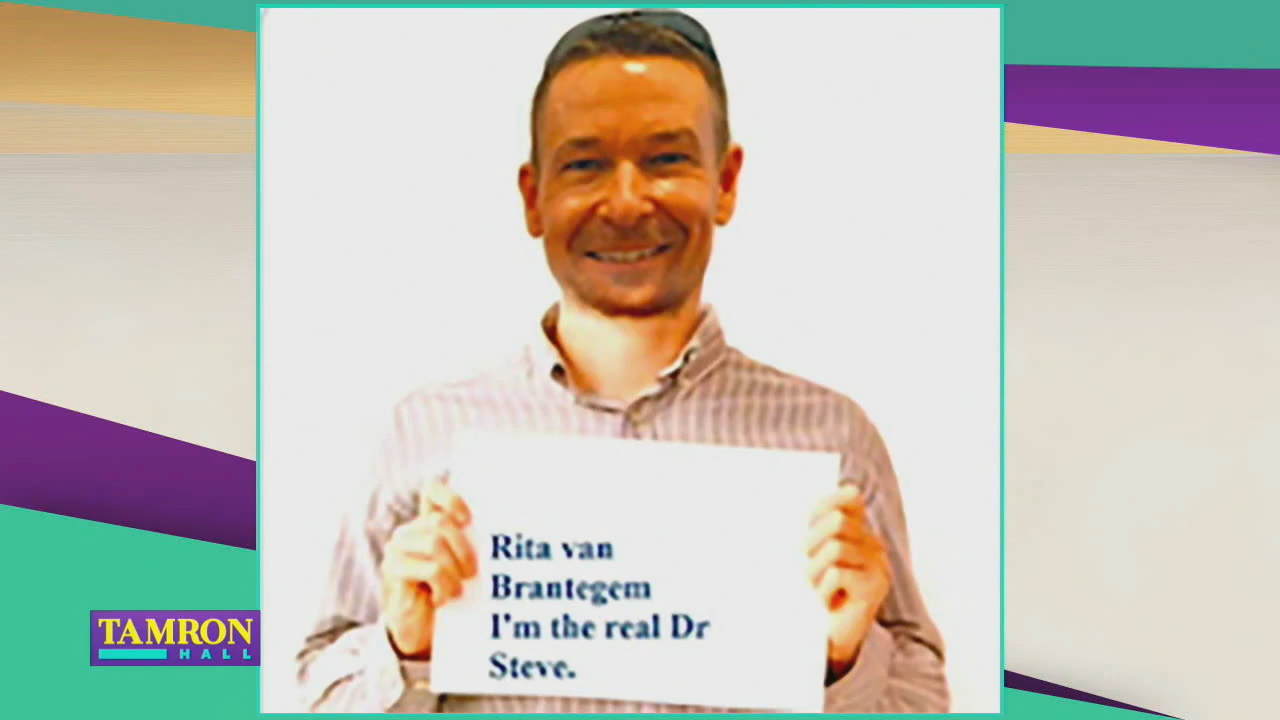 Rita van
Brantegem
I'm the real Dr
Steve.
TAMRON
HALL